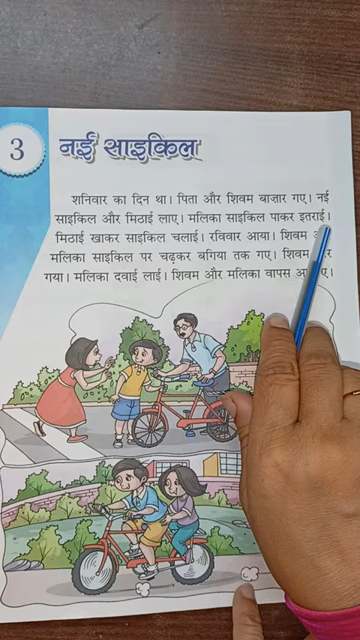 3
नई साइकिल
शनिवार का दिन था। पिता और शिवम बाज़ार गए। नई
साइकिल और मिठाई लाए। मलिका साइकिल पाकर इतराई।
मिठाई खाकर साइकिल चलाई। रविवार आया। शिवम
मलिका साइकिल पर चढ़कर बगिया तक गए। शिवम
गया। मलिका दवाई लाई। शिवम और मलिका वापस